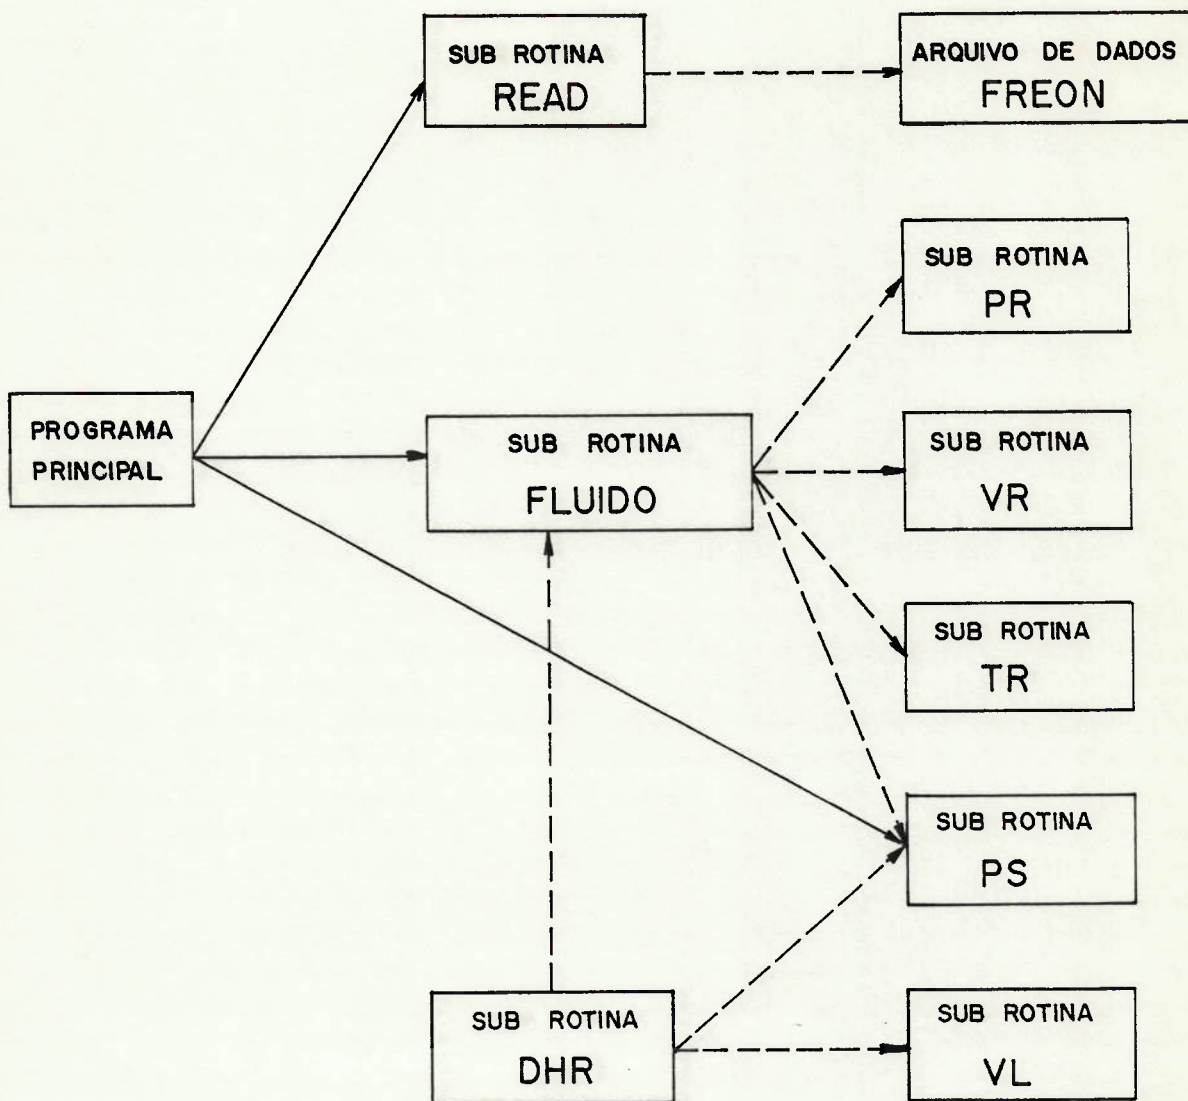 SUB ROTINA
READ
ARQUIVO DE DADOS
FREON
SUB ROTINA
PR
PROGRAMA
PRINCIPAL
SUB ROTINA
FLUIDO
SUB ROTINA
VR
SUB ROTINA
TR
SUB ROTINA
PS
SUB ROTINA
DHR
SUB ROTINA
VL